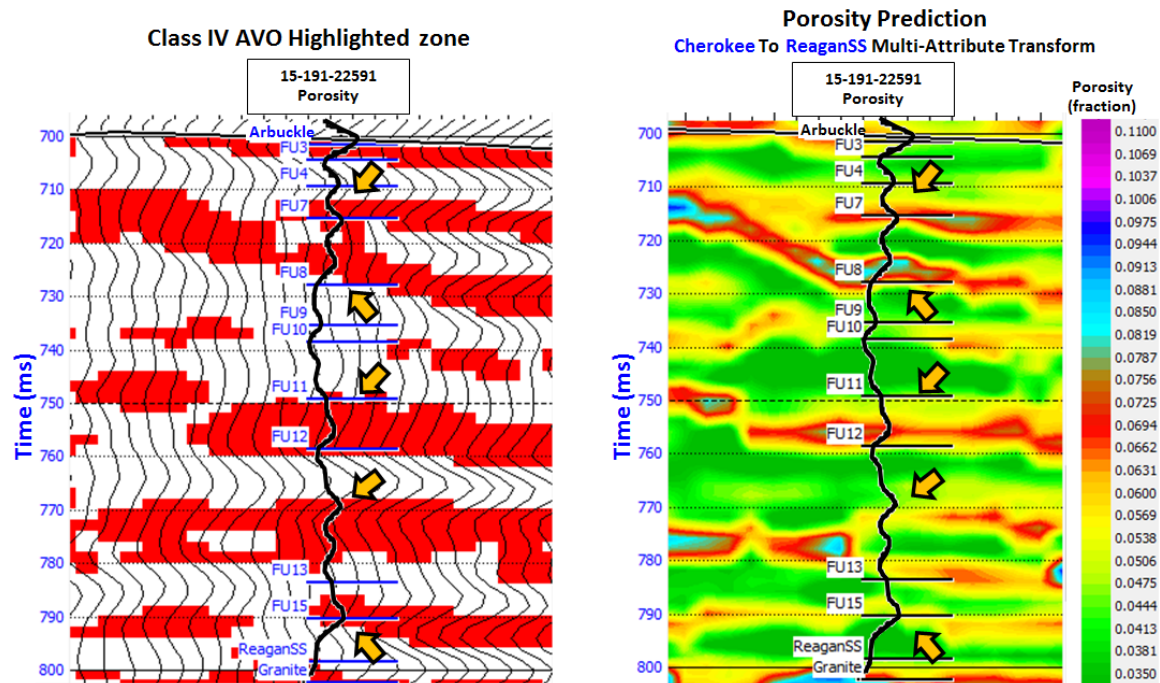 Class IV AVO Highlighted zone
15-191-22591
Porosity
Arbuckle
FU3
FU4
FU7
FU8
FU9
FU10
FU11
FU12
FU13
FU15
ReaganSS
Granite
Time (ms)
700
710
720
730
740
750
760
770
780
790
800
Porosity Prediction
Cherokee To ReaganSS Multi-Attribute Transform
15-191-22591
Porosity
Arbuckle
FU3
FU4
FU7
FU8
FU9
FU10
FU11
FU12
FU13
FU15
ReaganSS
Granite
Time (ms)
700
710
720
730
740
750
760
770
780
790
800
Porosity
(fraction)
0.1100
0.1069
0.1037
0.1006
0.0975
0.0944
0.0913
0.0881
0.0850
0.0819
0.0787
0.0756
0.0725
0.0694
0.0663
0.0631
0.0600
0.0569
0.0538
0.0506
0.0475
0.0444
0.0413
0.0381
0.0350